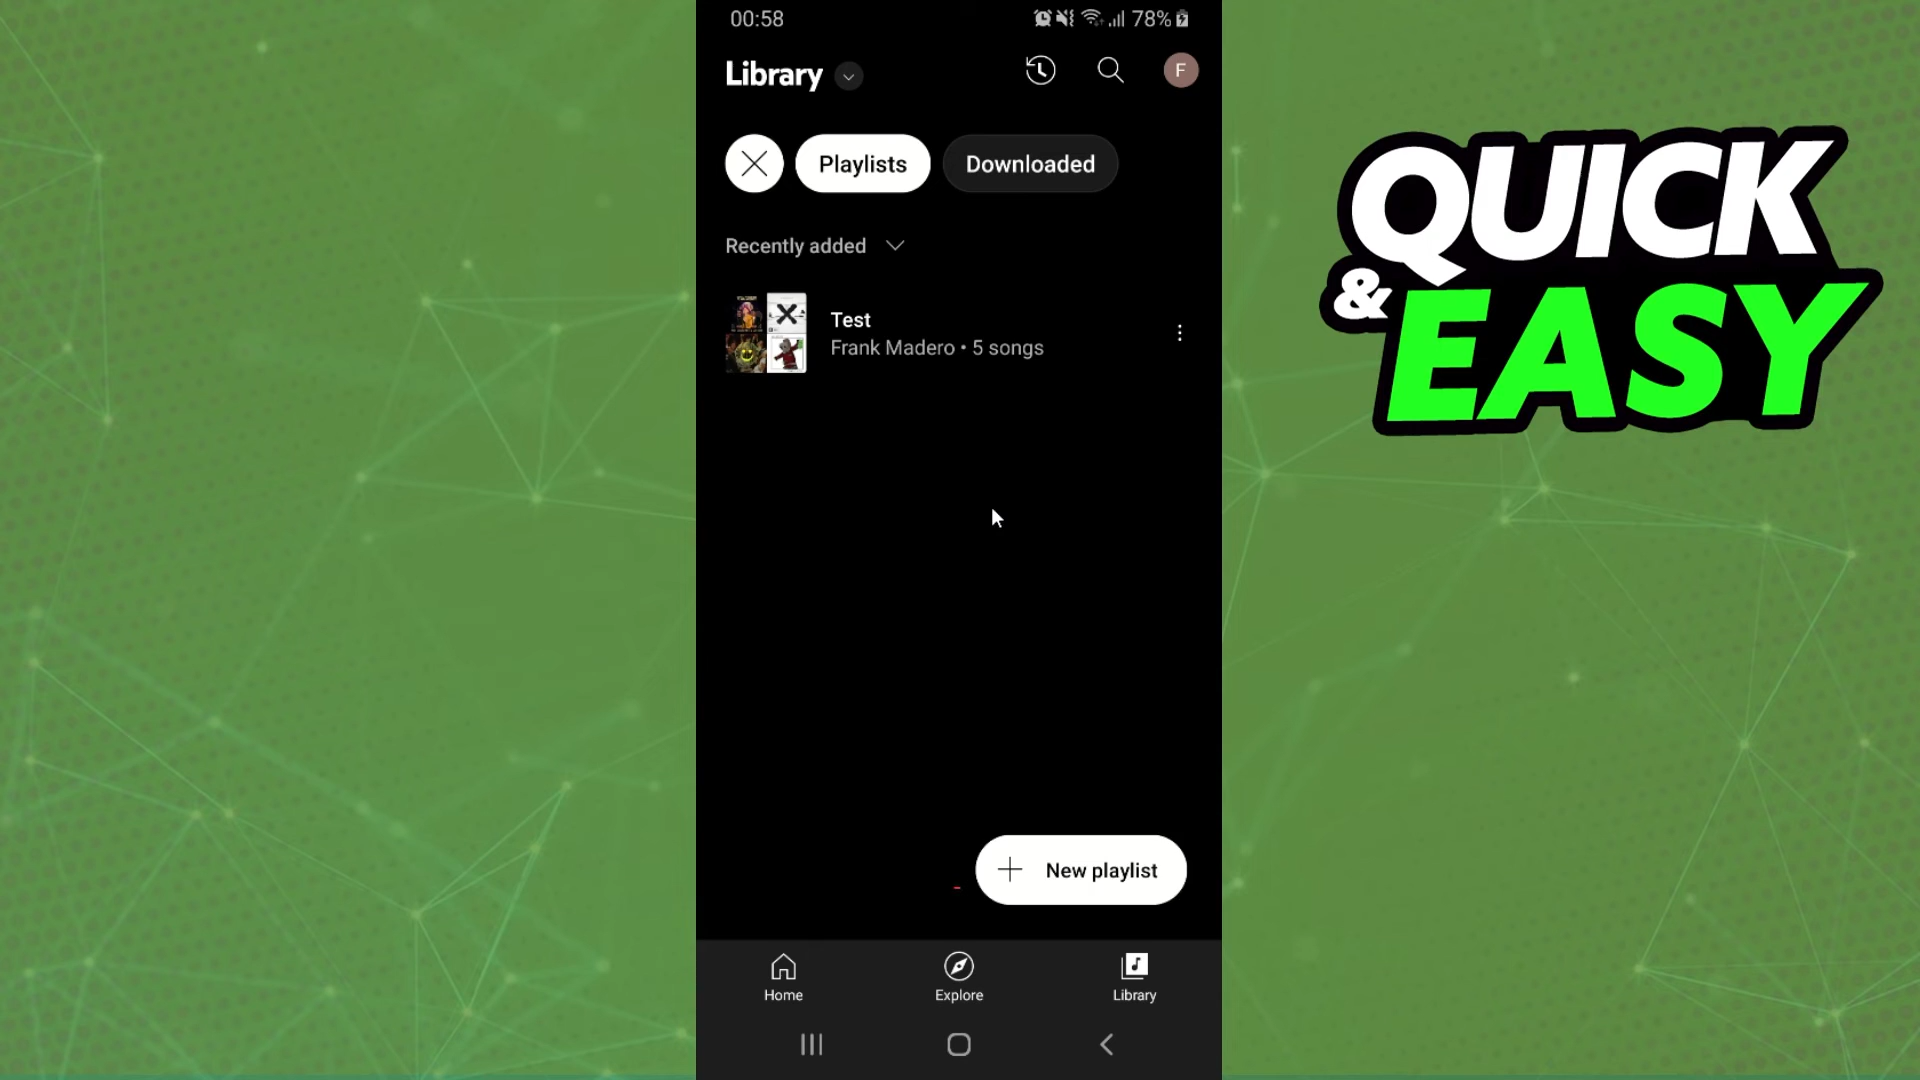 00:58
78%
Library
F
Playlists
Downloaded
Recently added
Test
Frank Madero • 5 songs
New playlist
Home
Explore
Library
QUICK
& EASY